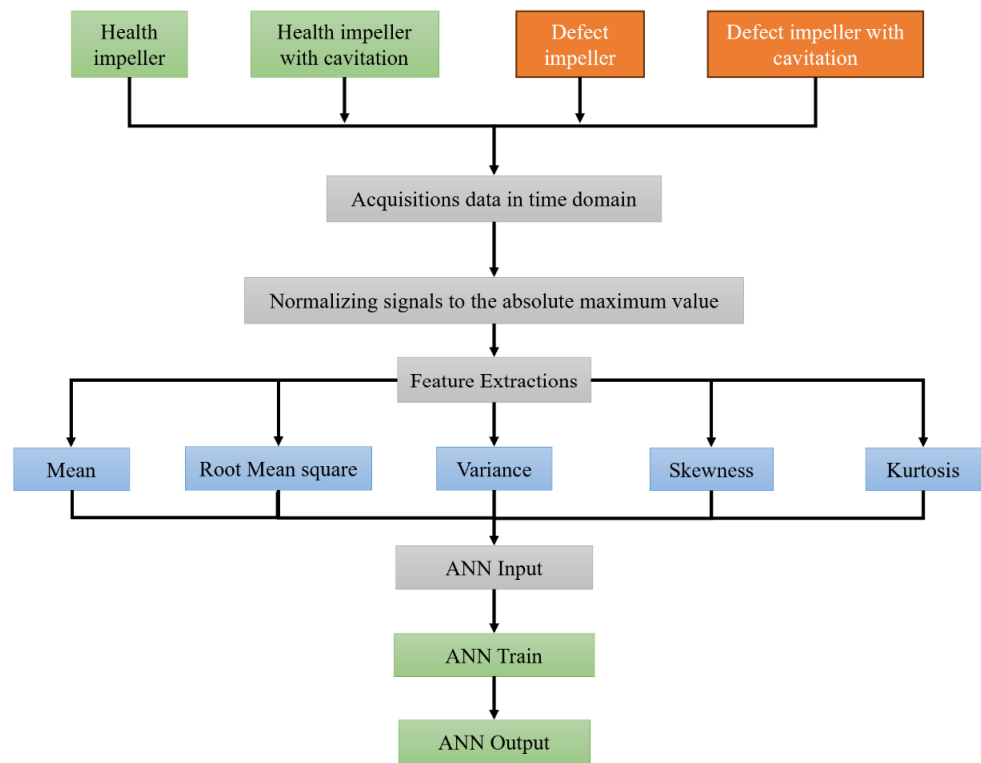 Health
impeller
Health impeller
with cavitation
Defect
impeller
Defect impeller with
cavitation
Acquisitions data in time domain
Normalizing signals to the absolute maximum value
Feature Extractions
Mean
Root Mean square
Variance
Skewness
Kurtosis
ANN Input
ANN Train
ANN Output